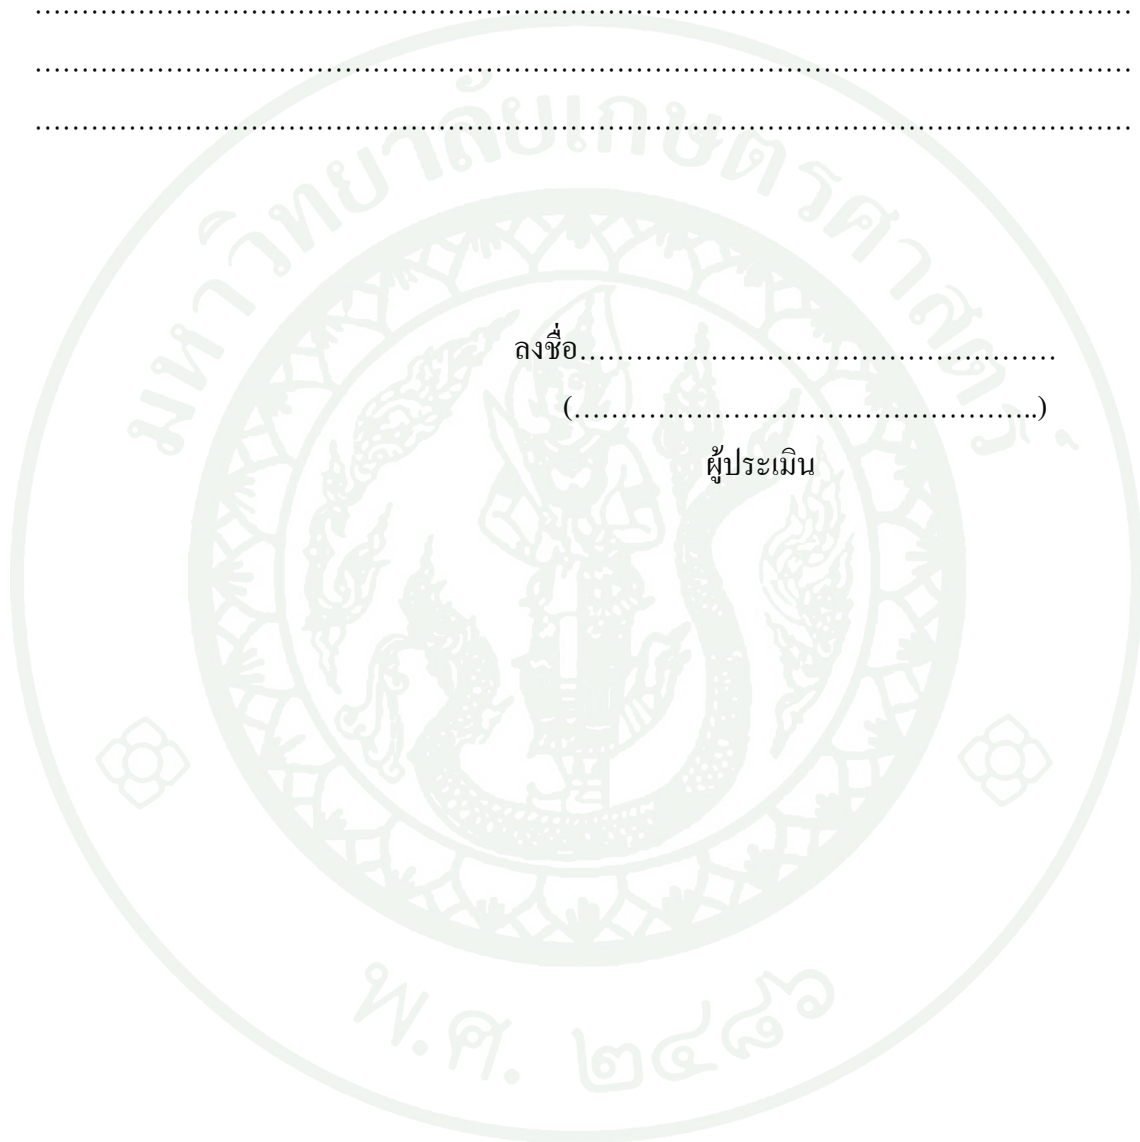 ................................................................................................................
................................................................................................................
................................................................................................................
มหาวิทยาลัยเกษตรศาสตร์
ลงชื่อ.................................................
(................................................)
ผู้ประเมิน
พ.ศ. ๒๔๘๖